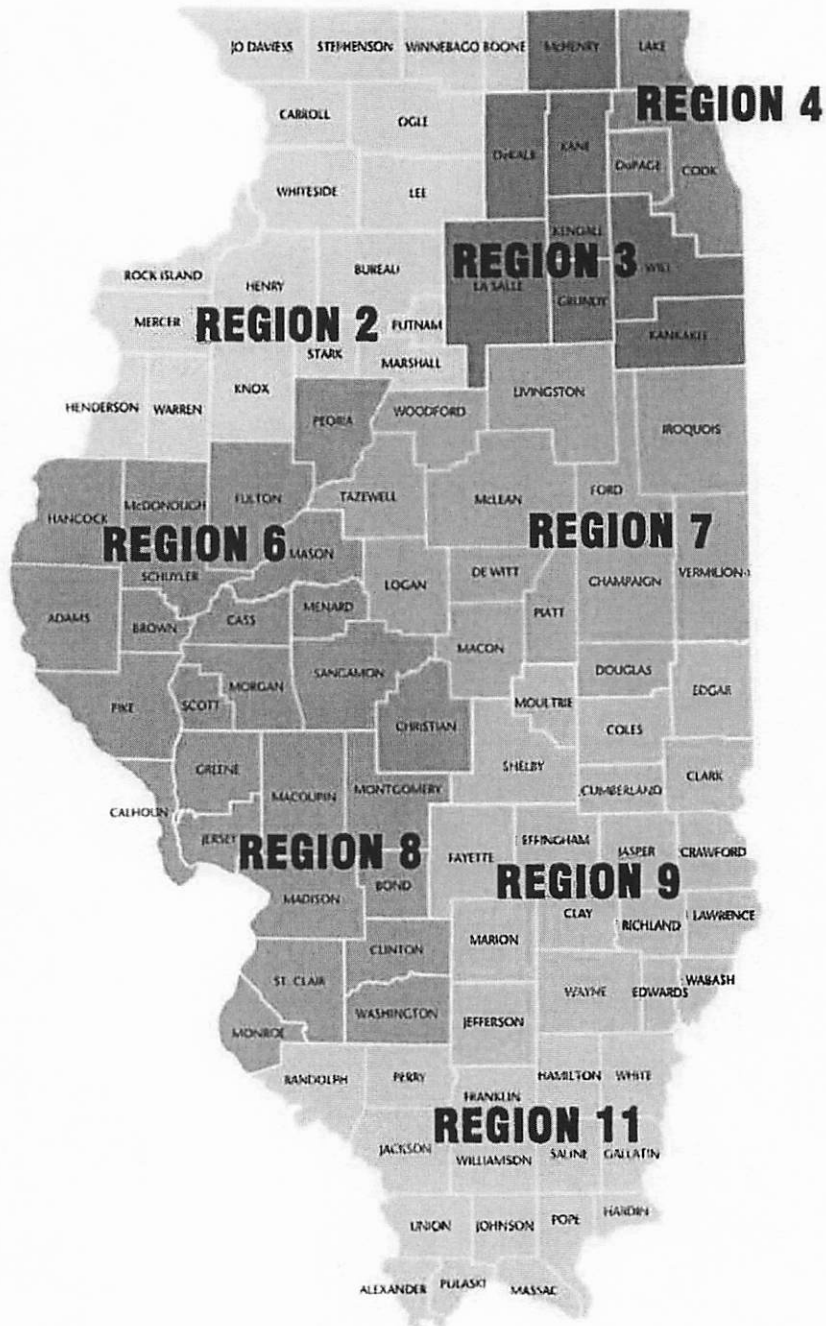 JO DAVIESS STEPHENSON WINNEBAGO BOONE McHENRY LAKE
REGION 4
CARROLL OGLE
DeKALB KANE DuPAGE COOK
WHITESIDE LEE
KENDALL
REGION 3
ROCK ISLAND HENRY BUREAU LA SALLE GRUNDY WILL
MERCER REGION 2 PUTNAM
STARK MARSHALL KANKAKEE
HENDERSON WARREN KNOX PEORIA WOODFORD LIVINGSTON IROQUOIS
HANCOCK McDONOUGH FULTON TAZEWELL McLEAN FORD
REGION 6 MASON REGION 7
SCHUYLER LOGAN DE WITT CHAMPAIGN VERMILION
ADAMS BROWN CASS MENARD MACON PIATT
PIKE SCOTT MORGAN SANGAMON CHRISTIAN MOULTRIE DOUGLAS EDGAR
COLES
GREENE MACOUPIN MONTGOMERY SHELBY CUMBERLAND CLARK
CALHOUN JERSEY REGION 8 FAYETTE EFFINGHAM JASPER CRAWFORD
REGION 9
MADISON BOND CLAY RICHLAND LAWRENCE
CLINTON MARION
ST. CLAIR WAYNE EDWARDS WABASH
MONROE WASHINGTON JEFFERSON
RANDOLPH PERRY FRANKLIN HAMILTON WHITE
REGION 11
JACKSON WILLIAMSON SALINE GALLATIN
UNION JOHNSON POPE HARDIN
ALEXANDER PULASKI MASSAC